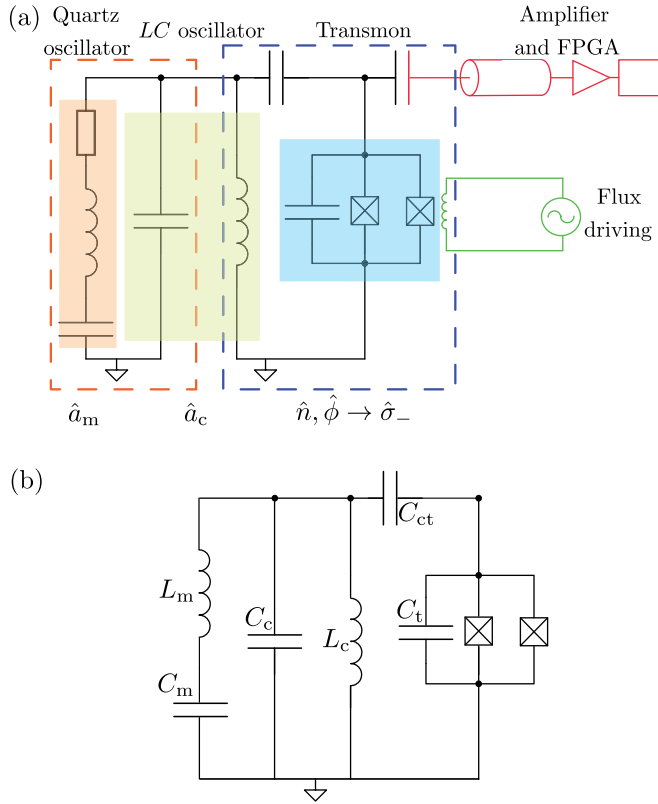 (a)
Quartz
oscillator
LC oscillator
Transmon
Amplifier
and FPGA
Flux
driving
â_m
â_c
n̂, ϕ̂ → σ̂_−
(b)
C_ct
L_m
C_c
L_c
C_t
C_m